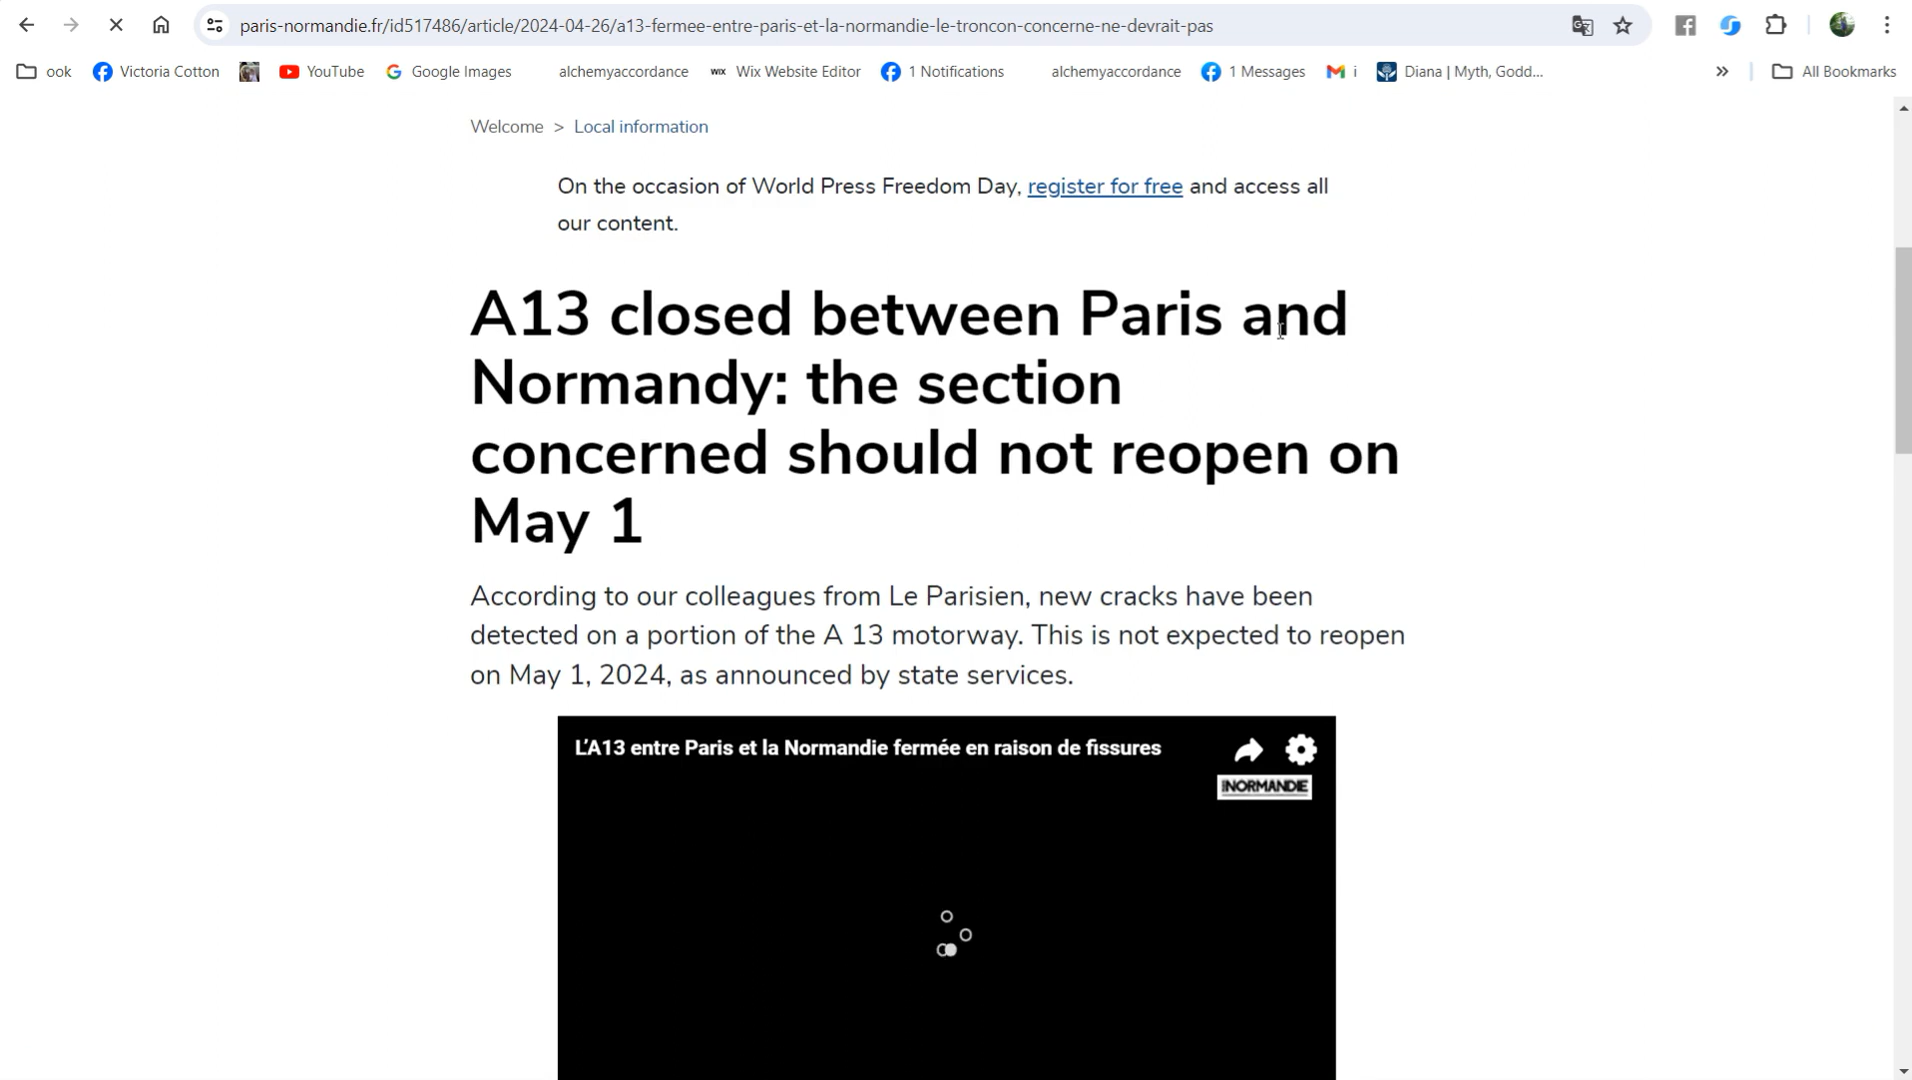 paris-normandie.fr/id517486/article/2024-04-26/a13-fermee-entre-paris-et-la-normandie-le-troncon-concerne-ne-devrait-pas
ook Victoria Cotton YouTube Google Images alchemyaccordance WIX Wix Website Editor 1 Notifications alchemyaccordance 1 Messages i Diana | Myth, Godd... » All Bookmarks
Welcome > Local information
On the occasion of World Press Freedom Day, register for free and access all
our content.
A13 closed between Paris and
Normandy: the section
concerned should not reopen on
May 1
According to our colleagues from Le Parisien, new cracks have been
detected on a portion of the A 13 motorway. This is not expected to reopen
on May 1, 2024, as announced by state services.
L'A13 entre Paris et la Normandie fermée en raison de fissures
NORMANDIE